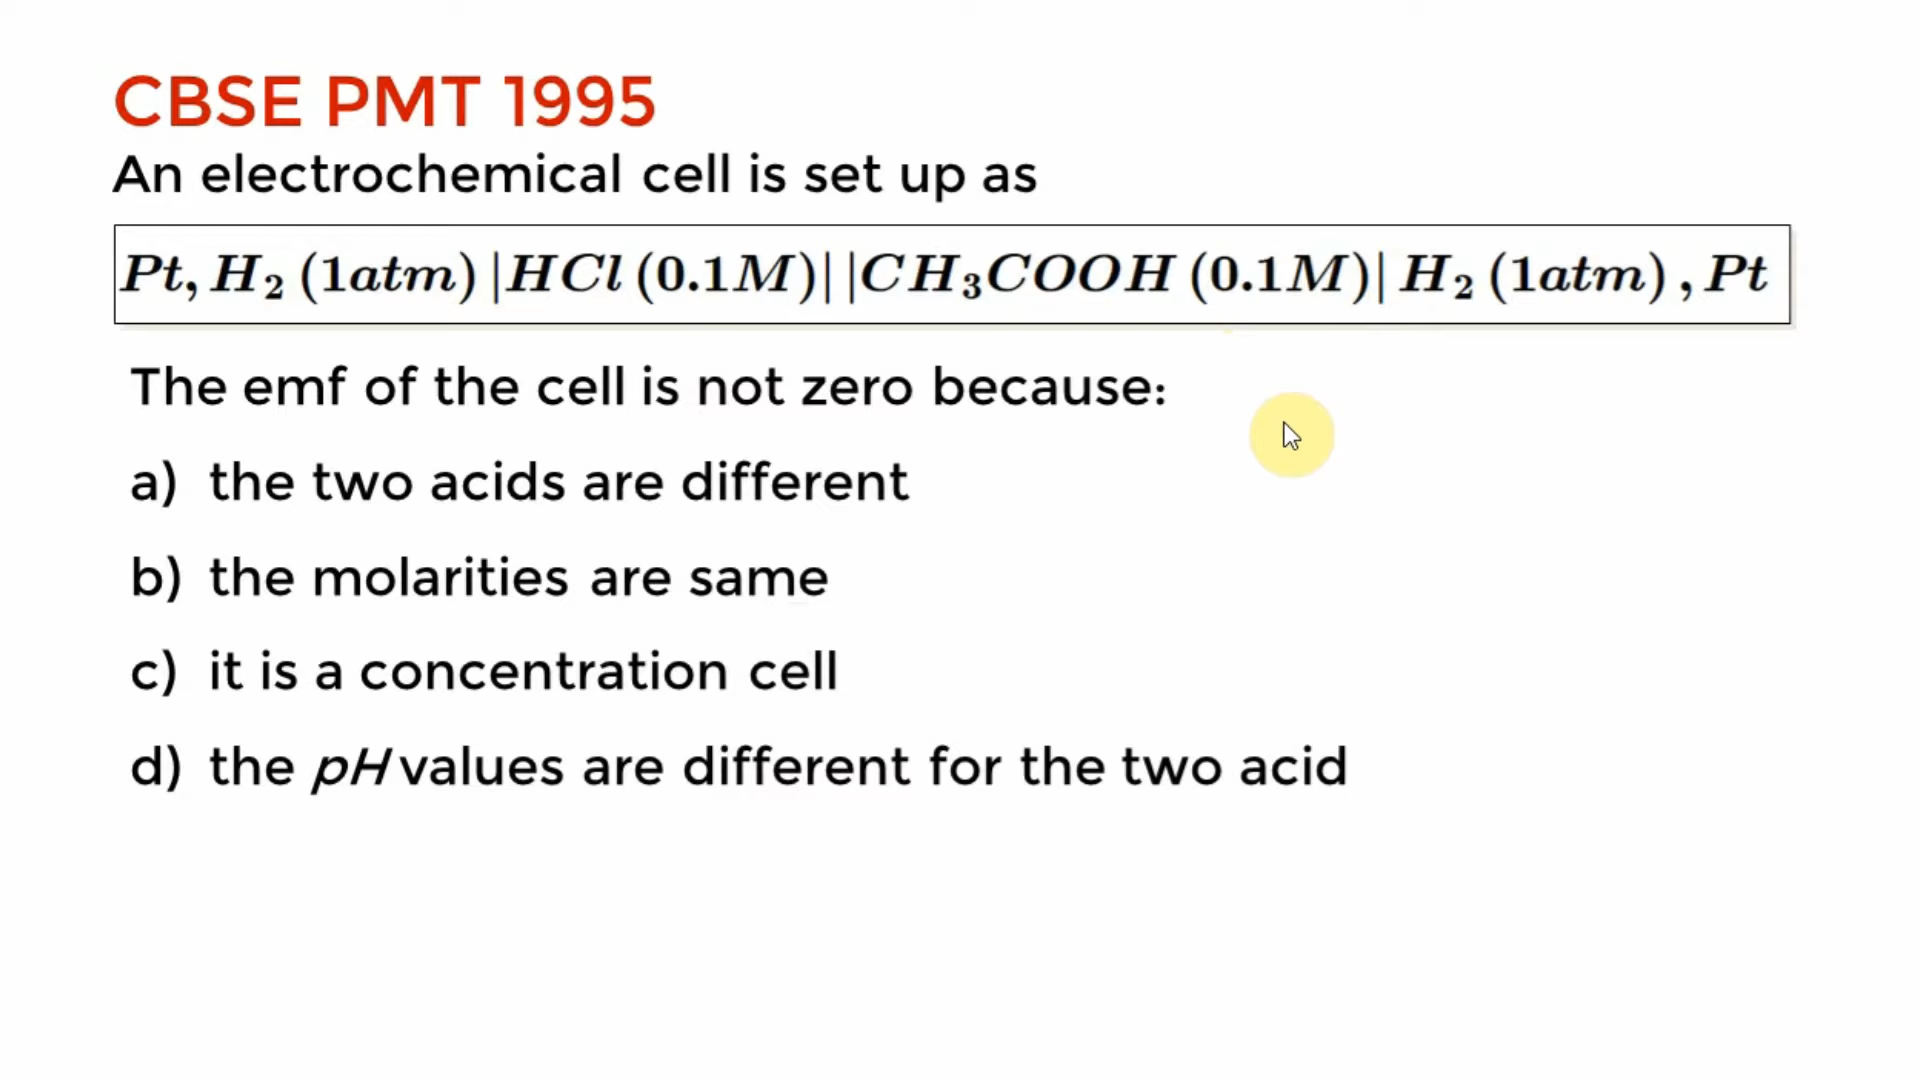 CBSE PMT 1995
An electrochemical cell is set up as
Pt, H₂ (1atm) |HCl (0.1M)| |CH₃COOH (0.1M)| H₂ (1atm) , Pt
The emf of the cell is not zero because:
a) the two acids are different
b) the molarities are same
c) it is a concentration cell
d) the pH values are different for the two acid